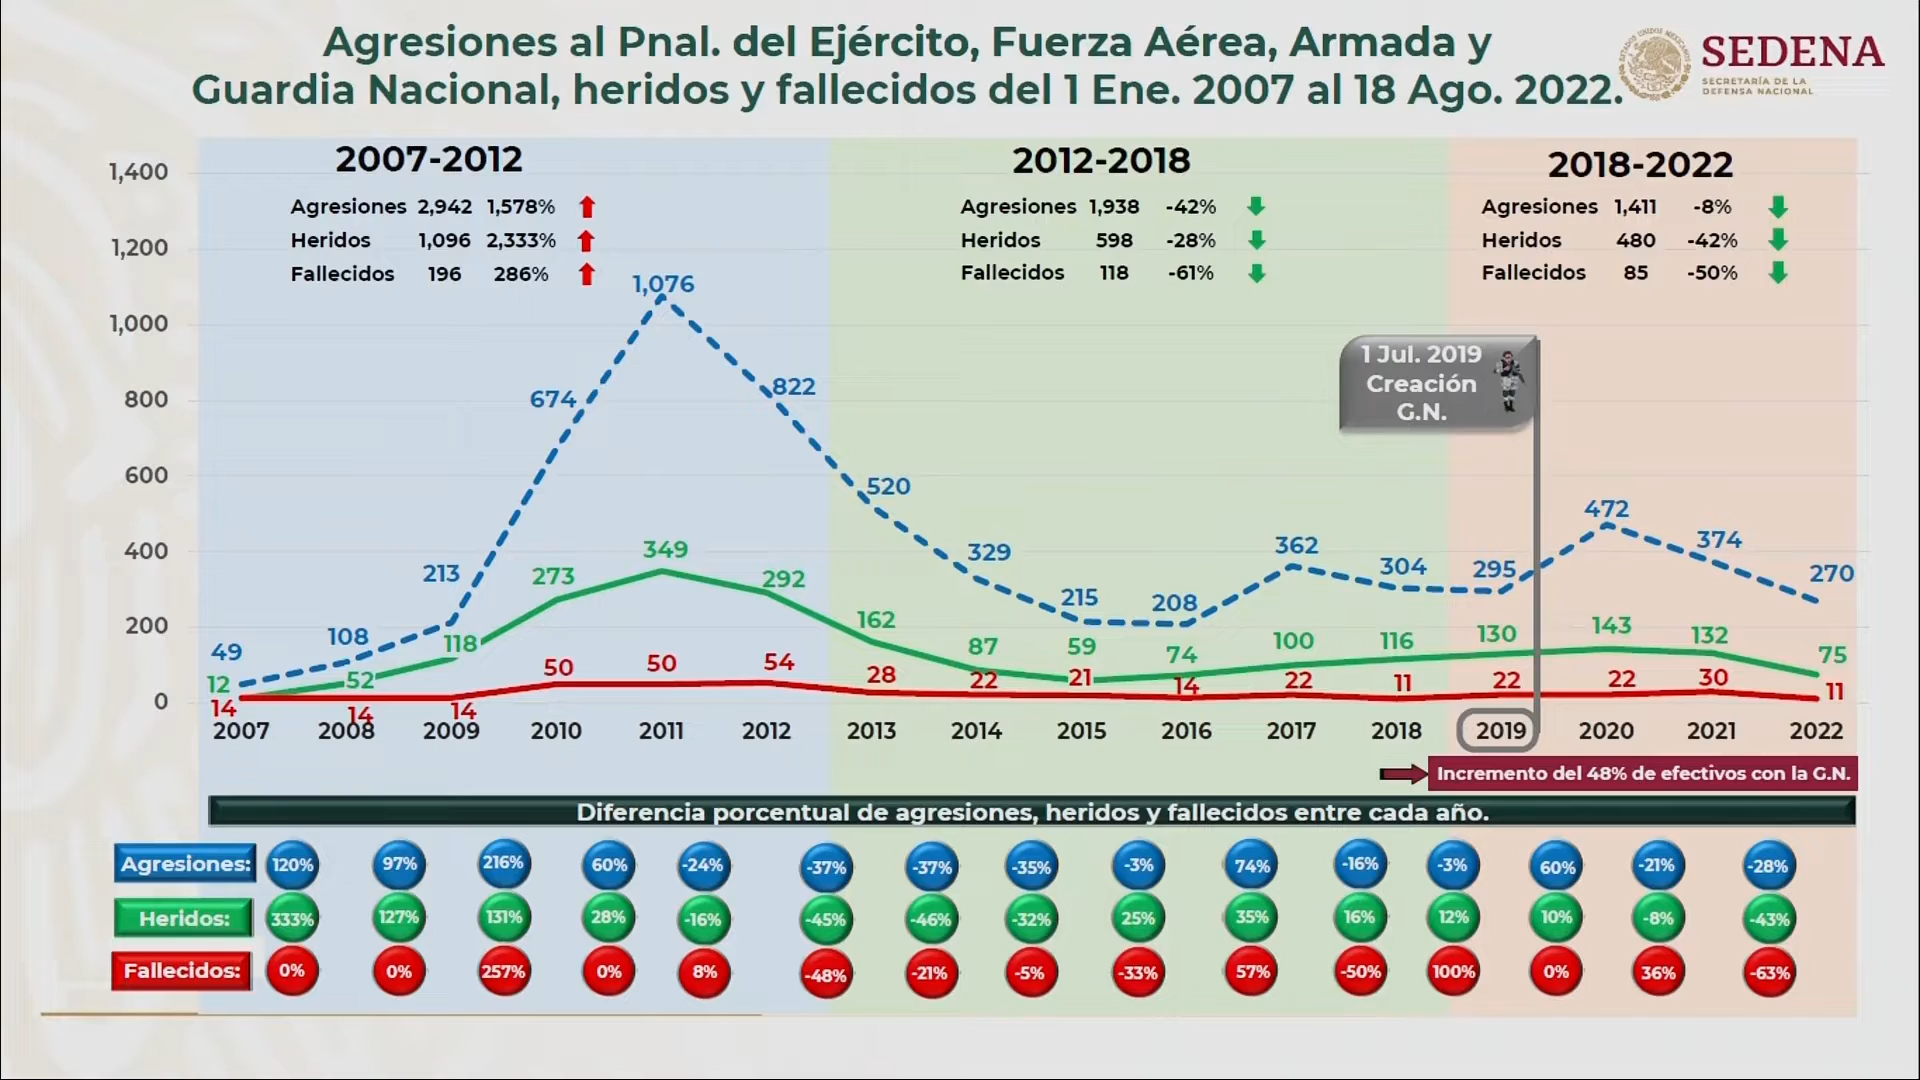 Agresiones al Pnal. del Ejército, Fuerza Aérea, Armada y
Guardia Nacional, heridos y fallecidos del 1 Ene. 2007 al 18 Ago. 2022.
SEDENA
SECRETARÍA DE LA
DEFENSA NACIONAL
2007-2012
Agresiones 2,942 1,578%
Heridos 1,096 2,333%
Fallecidos 196 286%
2012-2018
Agresiones 1,938 -42%
Heridos 598 -28%
Fallecidos 118 -61%
2018-2022
Agresiones 1,411 -8%
Heridos 480 -42%
Fallecidos 85 -50%
1,400
1,200
1,000
800
600
400
200
0
49 108 213 674 1,076 822 520 329 215 208 362 304 295 472 374 270
12 52 118 273 349 292 162 87 59 74 100 116 130 143 132 75
14 14 14 50 50 54 28 22 21 14 22 11 22 22 30 11
1 Jul. 2019
Creación
G.N.
2007 2008 2009 2010 2011 2012 2013 2014 2015 2016 2017 2018 2019 2020 2021 2022
Incremento del 48% de efectivos con la G.N.
Diferencia porcentual de agresiones, heridos y fallecidos entre cada año.
Agresiones: 120% 97% 216% 60% -24% -37% -37% -35% -3% 74% -16% -3% 60% -21% -28%
Heridos: 333% 127% 131% 28% -16% -45% -46% -32% 25% 35% 16% 12% 10% -8% -43%
Fallecidos: 0% 0% 257% 0% 8% -48% -21% -5% -33% 57% -50% 100% 0% 36% -63%